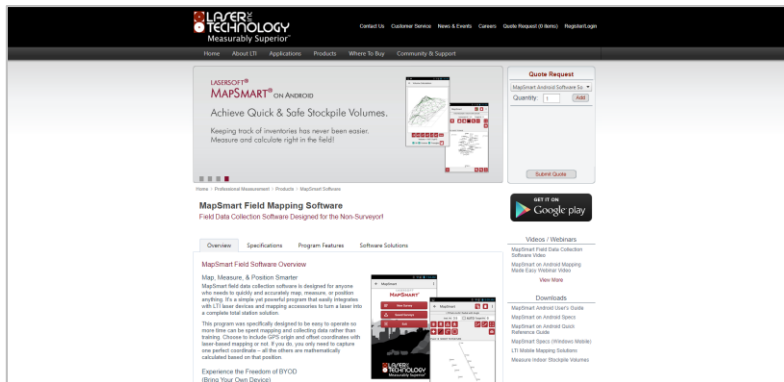 LASER
TECHNOLOGY
Measurably Superior
Contact Us Customer Service News & Events Careers Quote Request (0 Items) Register/Login
Home About LTI Applications Products Where To Buy Community & Support
LASERSOFT®
MAPSMART® ON ANDROID
Achieve Quick & Safe Stockpile Volumes.
Keeping track of inventories has never been easier.
Measure and calculate right in the field!
Quote Request
MapSmart Android Software So
Quantity: 1 Add
Submit Quote
Home › Professional Measurement › Products › MapSmart Software
MapSmart Field Mapping Software
Field Data Collection Software Designed for the Non-Surveyor!
GET IT ON
Google play
Overview Specifications Program Features Software Solutions
MapSmart Field Software Overview
Map, Measure, & Position Smarter
MapSmart field data collection software is designed for anyone
who needs to quickly and accurately map, measure, or position
anything. It's a simple yet powerful program that easily integrates
with LTI laser devices and mapping accessories to turn a laser into
a complete total station solution.
This program was specifically designed to be easy to operate so
more time can be spent mapping and collecting data rather than
training. Choose to include GPS origin and offset coordinates with
laser-based mapping or not. If you do, you only need to capture
one perfect coordinate – all the others are mathematically
calculated based on that position.
Experience the Freedom of BYOD
(Bring Your Own Device)
MapSmart
LASERSOFT
MAPSMART®
LASER
TECHNOLOGY
Measurably Superior
MapSmart
Videos / Webinars
MapSmart Field Data Collection
Software Video
MapSmart on Android Mapping
Made Easy Webinar Video
View More
Downloads
MapSmart Android User's Guide
MapSmart Android Specs
MapSmart on Android Quick
Reference Guide
MapSmart Specs (Windows Mobile)
LTI Mobile Mapping Solutions
Measure Indoor Stockpile Volumes